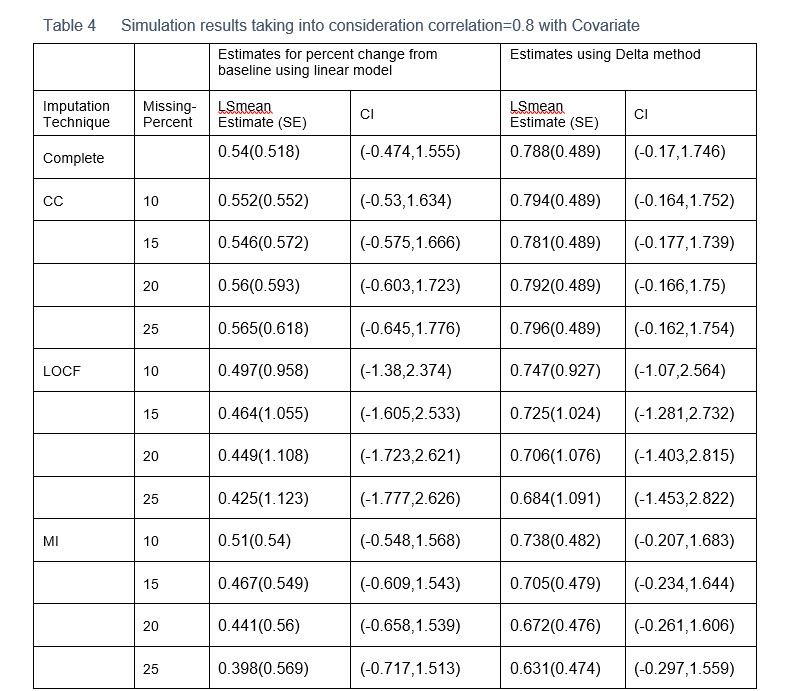 Table 4 Simulation results taking into consideration correlation=0.8 with Covariate
Estimates for percent change from Estimates using Delta method
baseline using linear model
Imputation Missing- LSmean CI LSmean CI
Technique Percent Estimate (SE) Estimate (SE)
Complete 0.54(0.518) (-0.474,1.555) 0.788(0.489) (-0.17,1.746)
CC 10 0.552(0.552) (-0.53,1.634) 0.794(0.489) (-0.164,1.752)
15 0.546(0.572) (-0.575,1.666) 0.781(0.489) (-0.177,1.739)
20 0.56(0.593) (-0.603,1.723) 0.792(0.489) (-0.166,1.75)
25 0.565(0.618) (-0.645,1.776) 0.796(0.489) (-0.162,1.754)
LOCF 10 0.497(0.958) (-1.38,2.374) 0.747(0.927) (-1.07,2.564)
15 0.464(1.055) (-1.605,2.533) 0.725(1.024) (-1.281,2.732)
20 0.449(1.108) (-1.723,2.621) 0.706(1.076) (-1.403,2.815)
25 0.425(1.123) (-1.777,2.626) 0.684(1.091) (-1.453,2.822)
MI 10 0.51(0.54) (-0.548,1.568) 0.738(0.482) (-0.207,1.683)
15 0.467(0.549) (-0.609,1.543) 0.705(0.479) (-0.234,1.644)
20 0.441(0.56) (-0.658,1.539) 0.672(0.476) (-0.261,1.606)
25 0.398(0.569) (-0.717,1.513) 0.631(0.474) (-0.297,1.559)